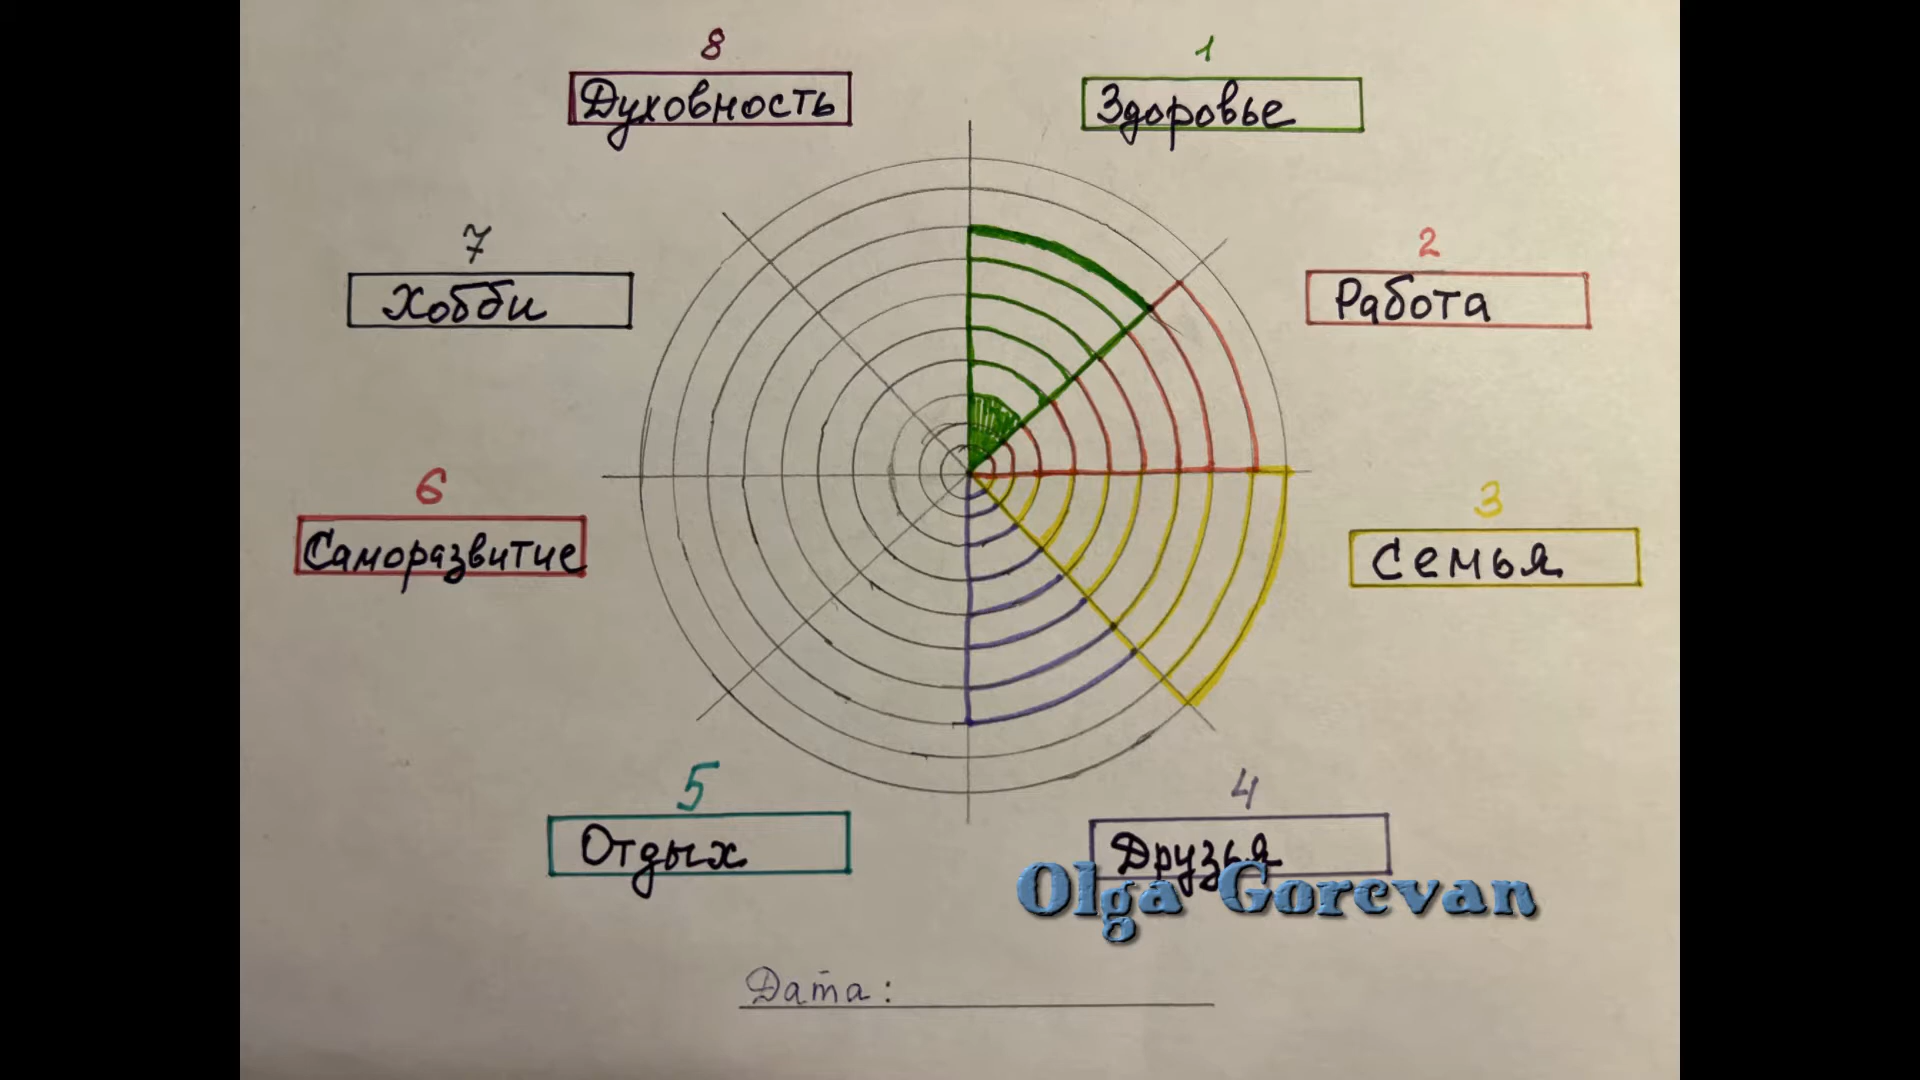 8
Духовность
1
Здоровье
7
Хобби
2
Работа
6
Саморазвитие
3
Семья
5
Отдых
4
Друзья
Olga Gorevan
Дата: